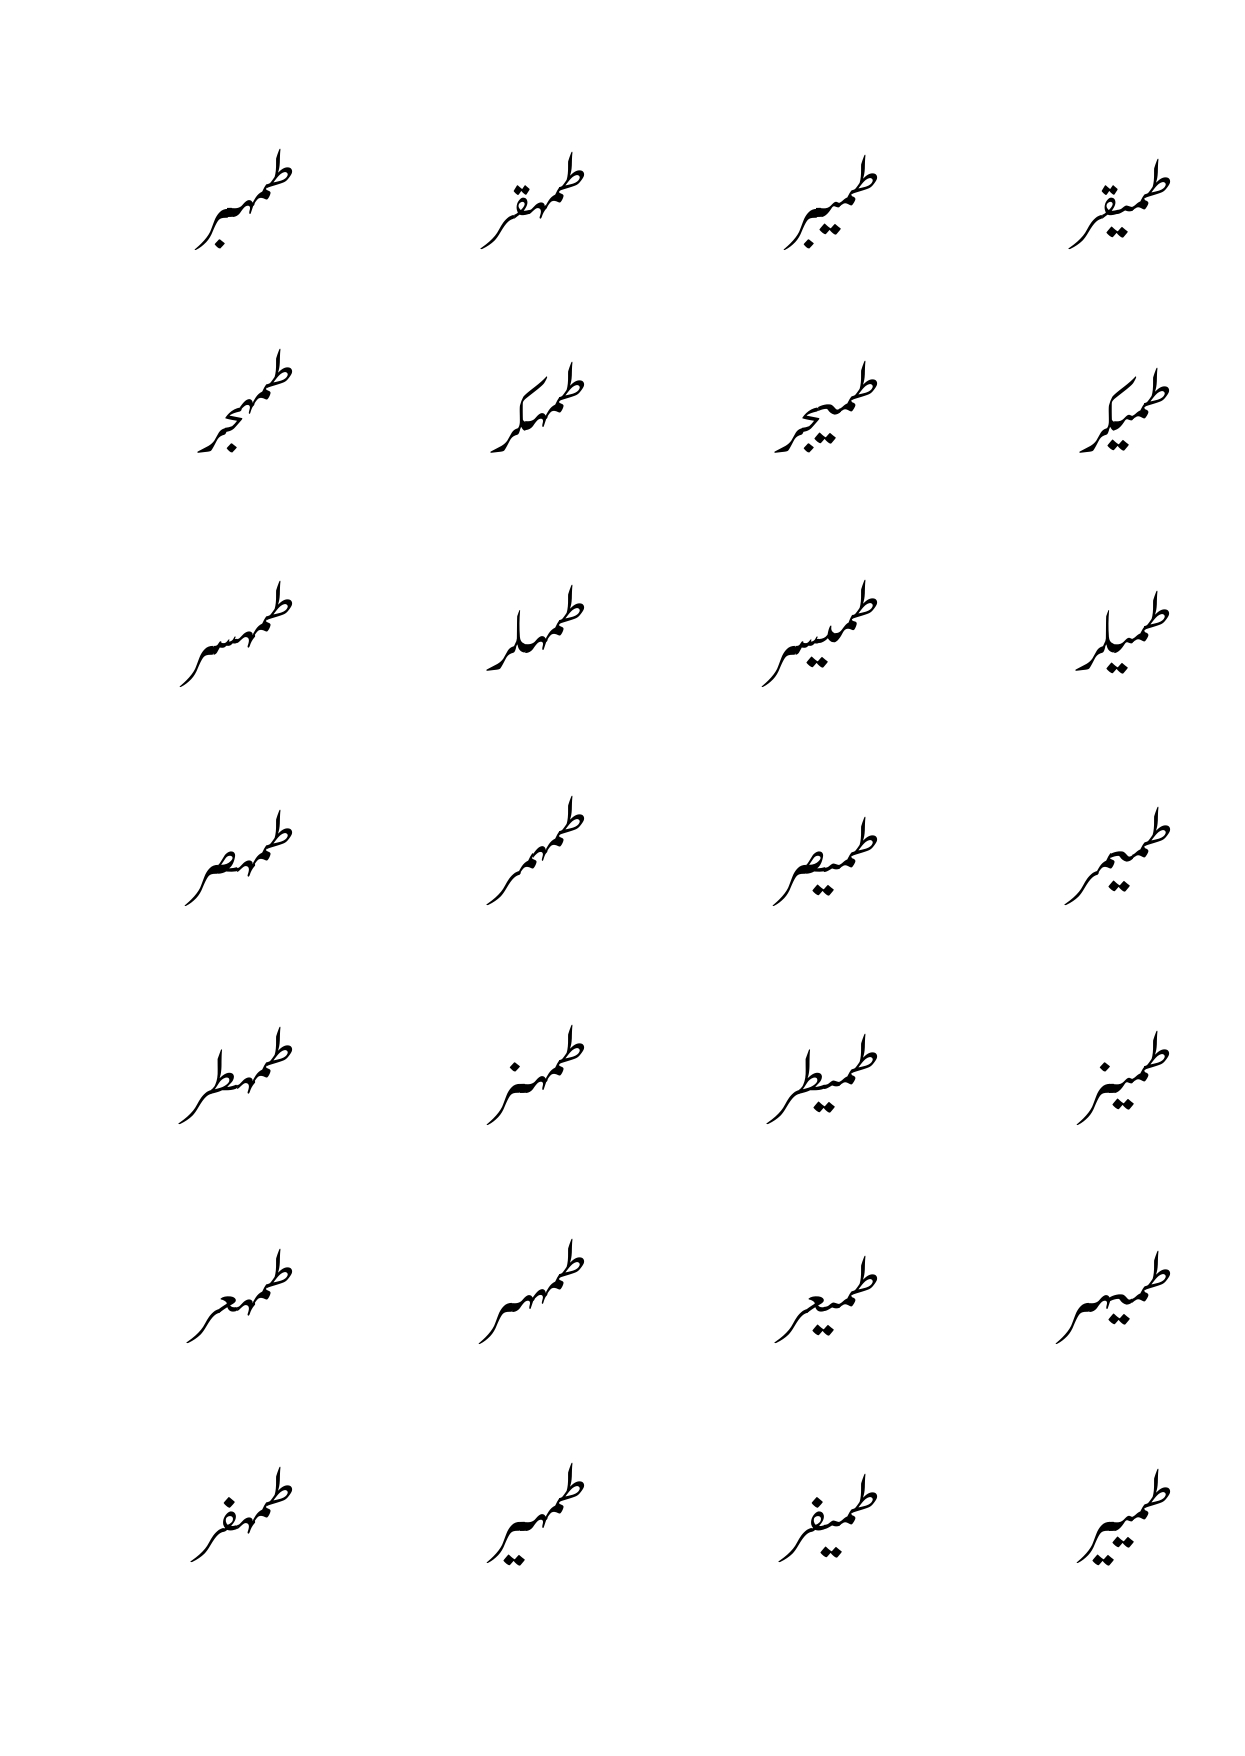 طمیقر طمیبر طمهقر طمهبر
طمیکر طمیجر طمهکر طمهجر
طمیلر طمیسر طمهلر طمهسر
طمیمر طمیصر طمهمر طمهصر
طمینر طمیطر طمهنر طمهطر
طمیهر طمیعر طمههر طمهعر
طمییر طمیفر طمهیر طمهفر